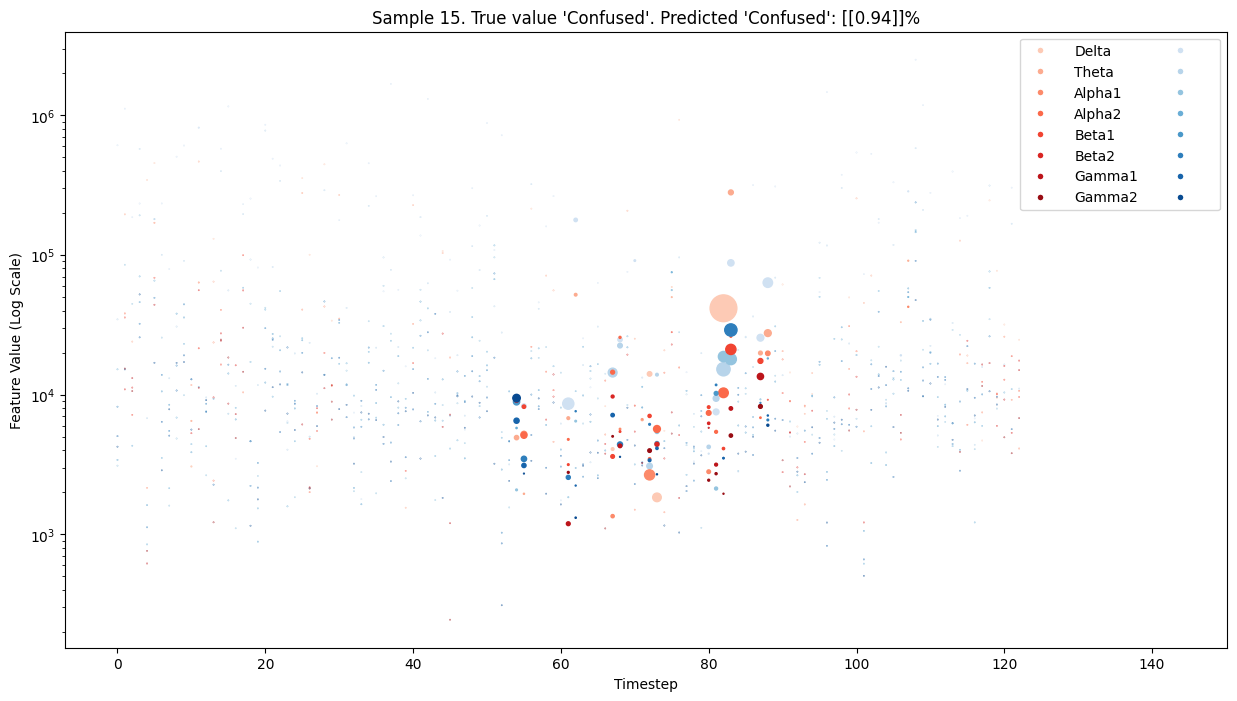 Sample 15. True value 'Confused'. Predicted 'Confused': [[0.94]]%
Delta
Theta
Alpha1
Alpha2
Beta1
Beta2
Gamma1
Gamma2
10^6
10^5
10^4
10^3
Feature Value (Log Scale)
0 20 40 60 80 100 120 140
Timestep